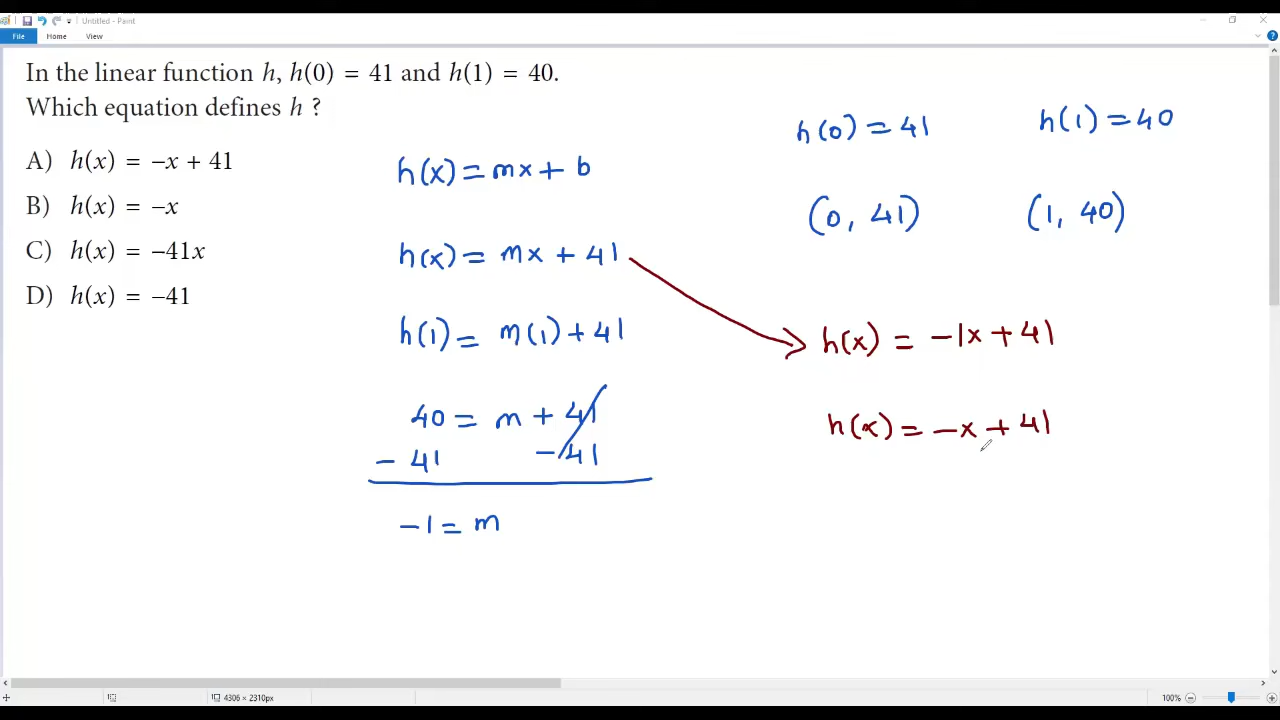 Untitled - Paint
File Home View
In the linear function h, h(0) = 41 and h(1) = 40.
Which equation defines h ?
A) h(x) = −x + 41
B) h(x) = −x
C) h(x) = −41x
D) h(x) = −41
h(x) = mx + b
h(x) = mx + 41
h(1) = m(1) + 41
40 = m + 41
− 41 − 41
−1 = m
h(0) = 41 h(1) = 40
(0, 41) (1, 40)
h(x) = −1x + 41
h(x) = −x + 41
4306 × 2310px 100%